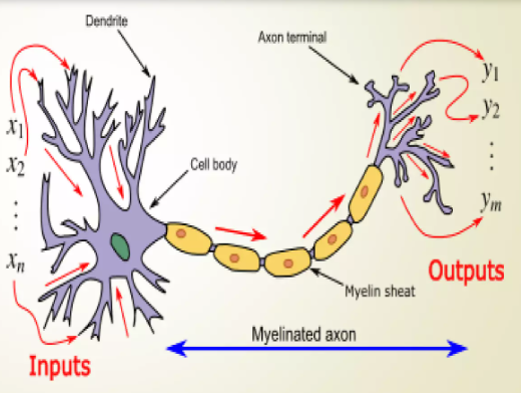 Dendrite
Axon terminal
Cell body
x1
x2
⋮
xn
y1
y2
⋮
ym
Outputs
Myelin sheat
Myelinated axon
Inputs